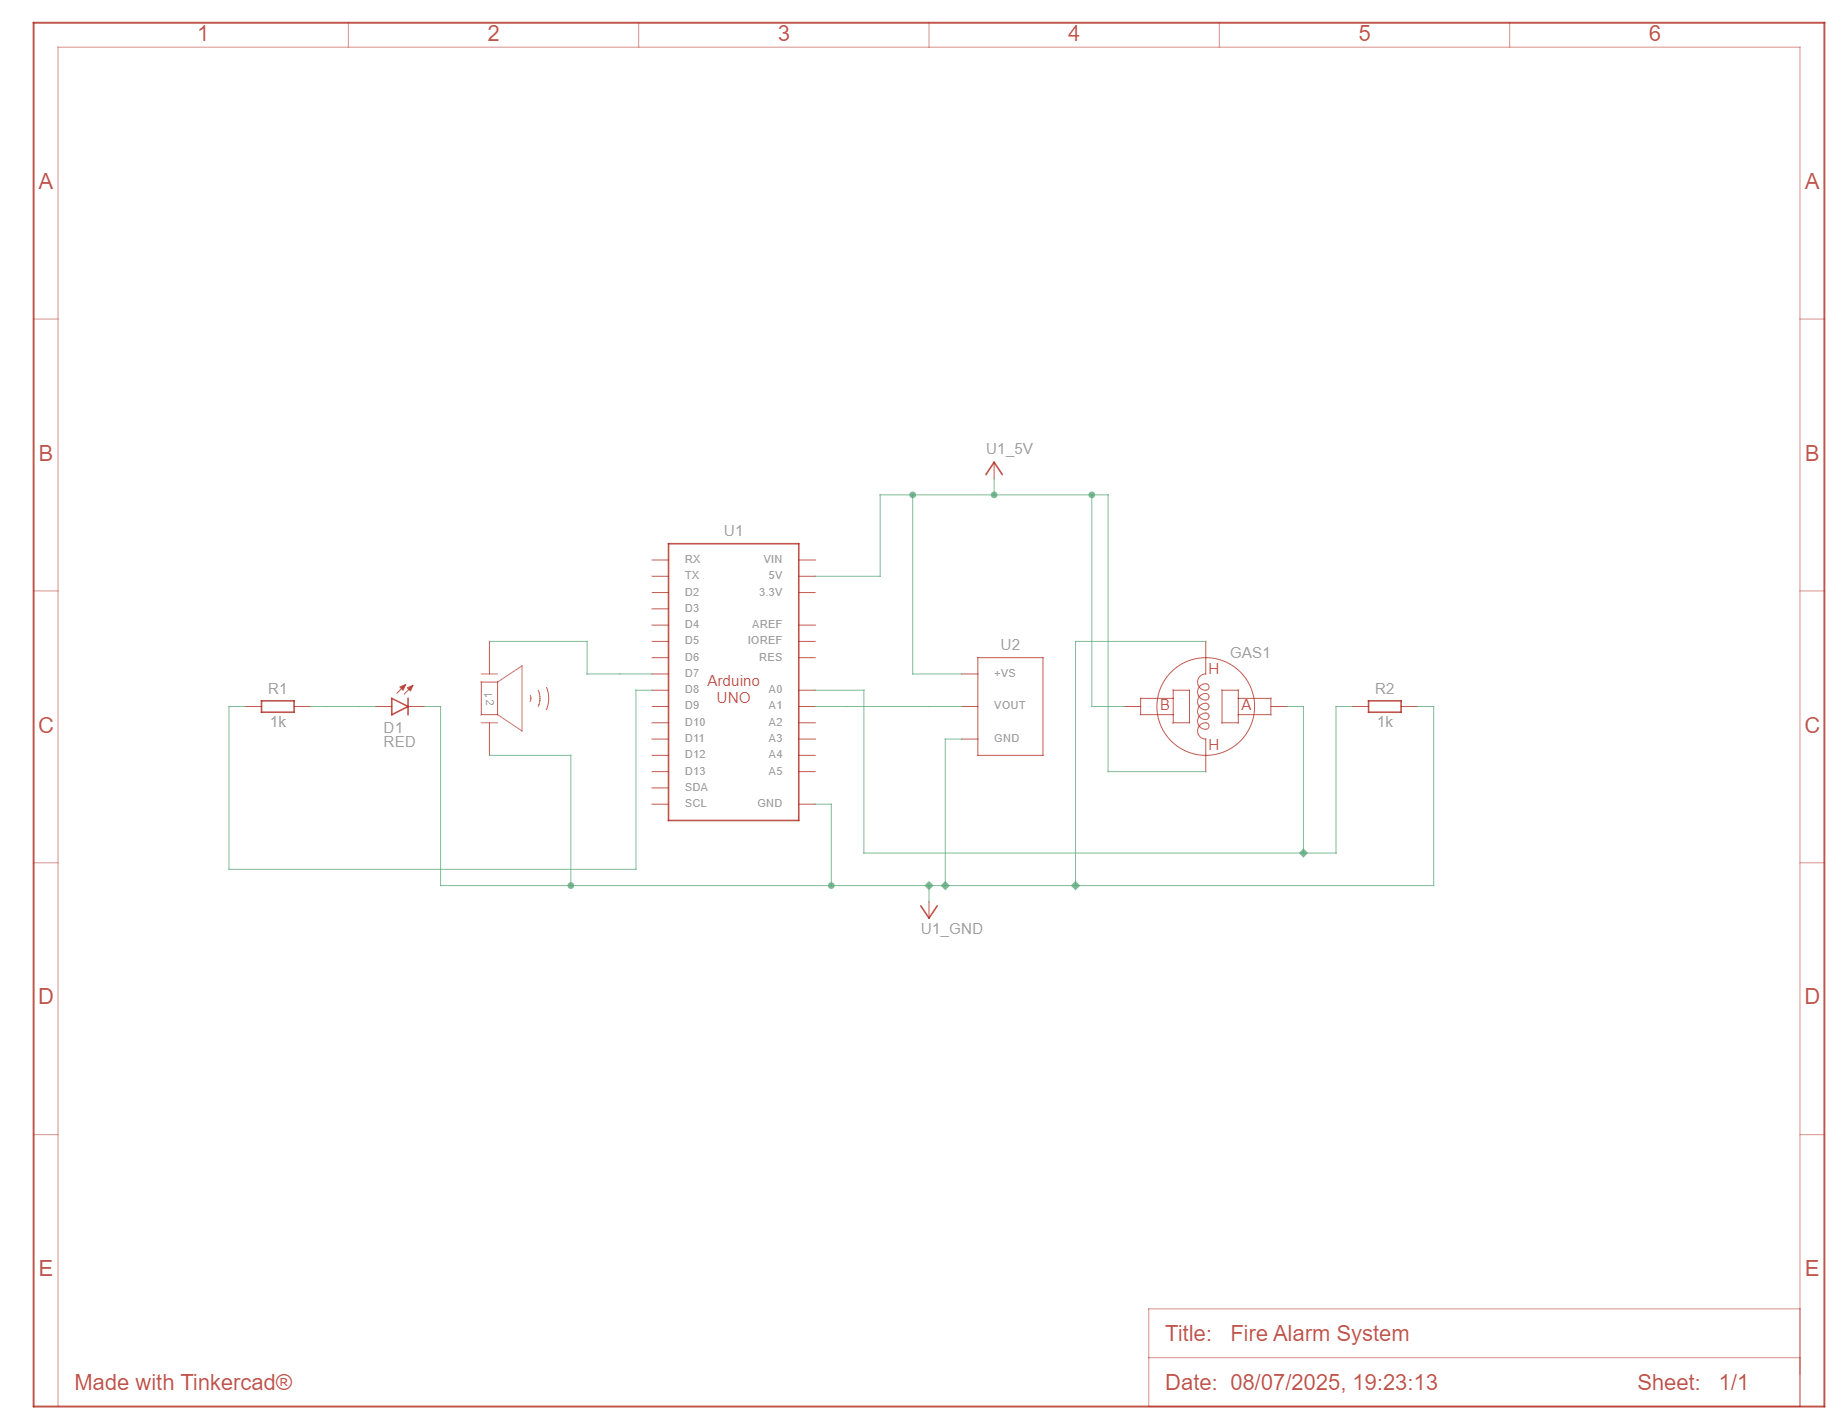 1 2 3 4 5 6
A A
B B
U1_5V
U1
RX VIN
TX 5V
D2 3.3V
D3
D4 AREF
D5 IOREF
D6 RES
D7
D8 A0
D9 A1
D10 A2
D11 A3
D12 A4
D13 A5
SDA
SCL GND
Arduino
UNO
U2
+VS
VOUT
GND
GAS1
H
B A
H
R1
1k
D1
RED
1 2
R2
1k
C C
U1_GND
D D
E E
Title: Fire Alarm System
Made with Tinkercad®
Date: 08/07/2025, 19:23:13 Sheet: 1/1